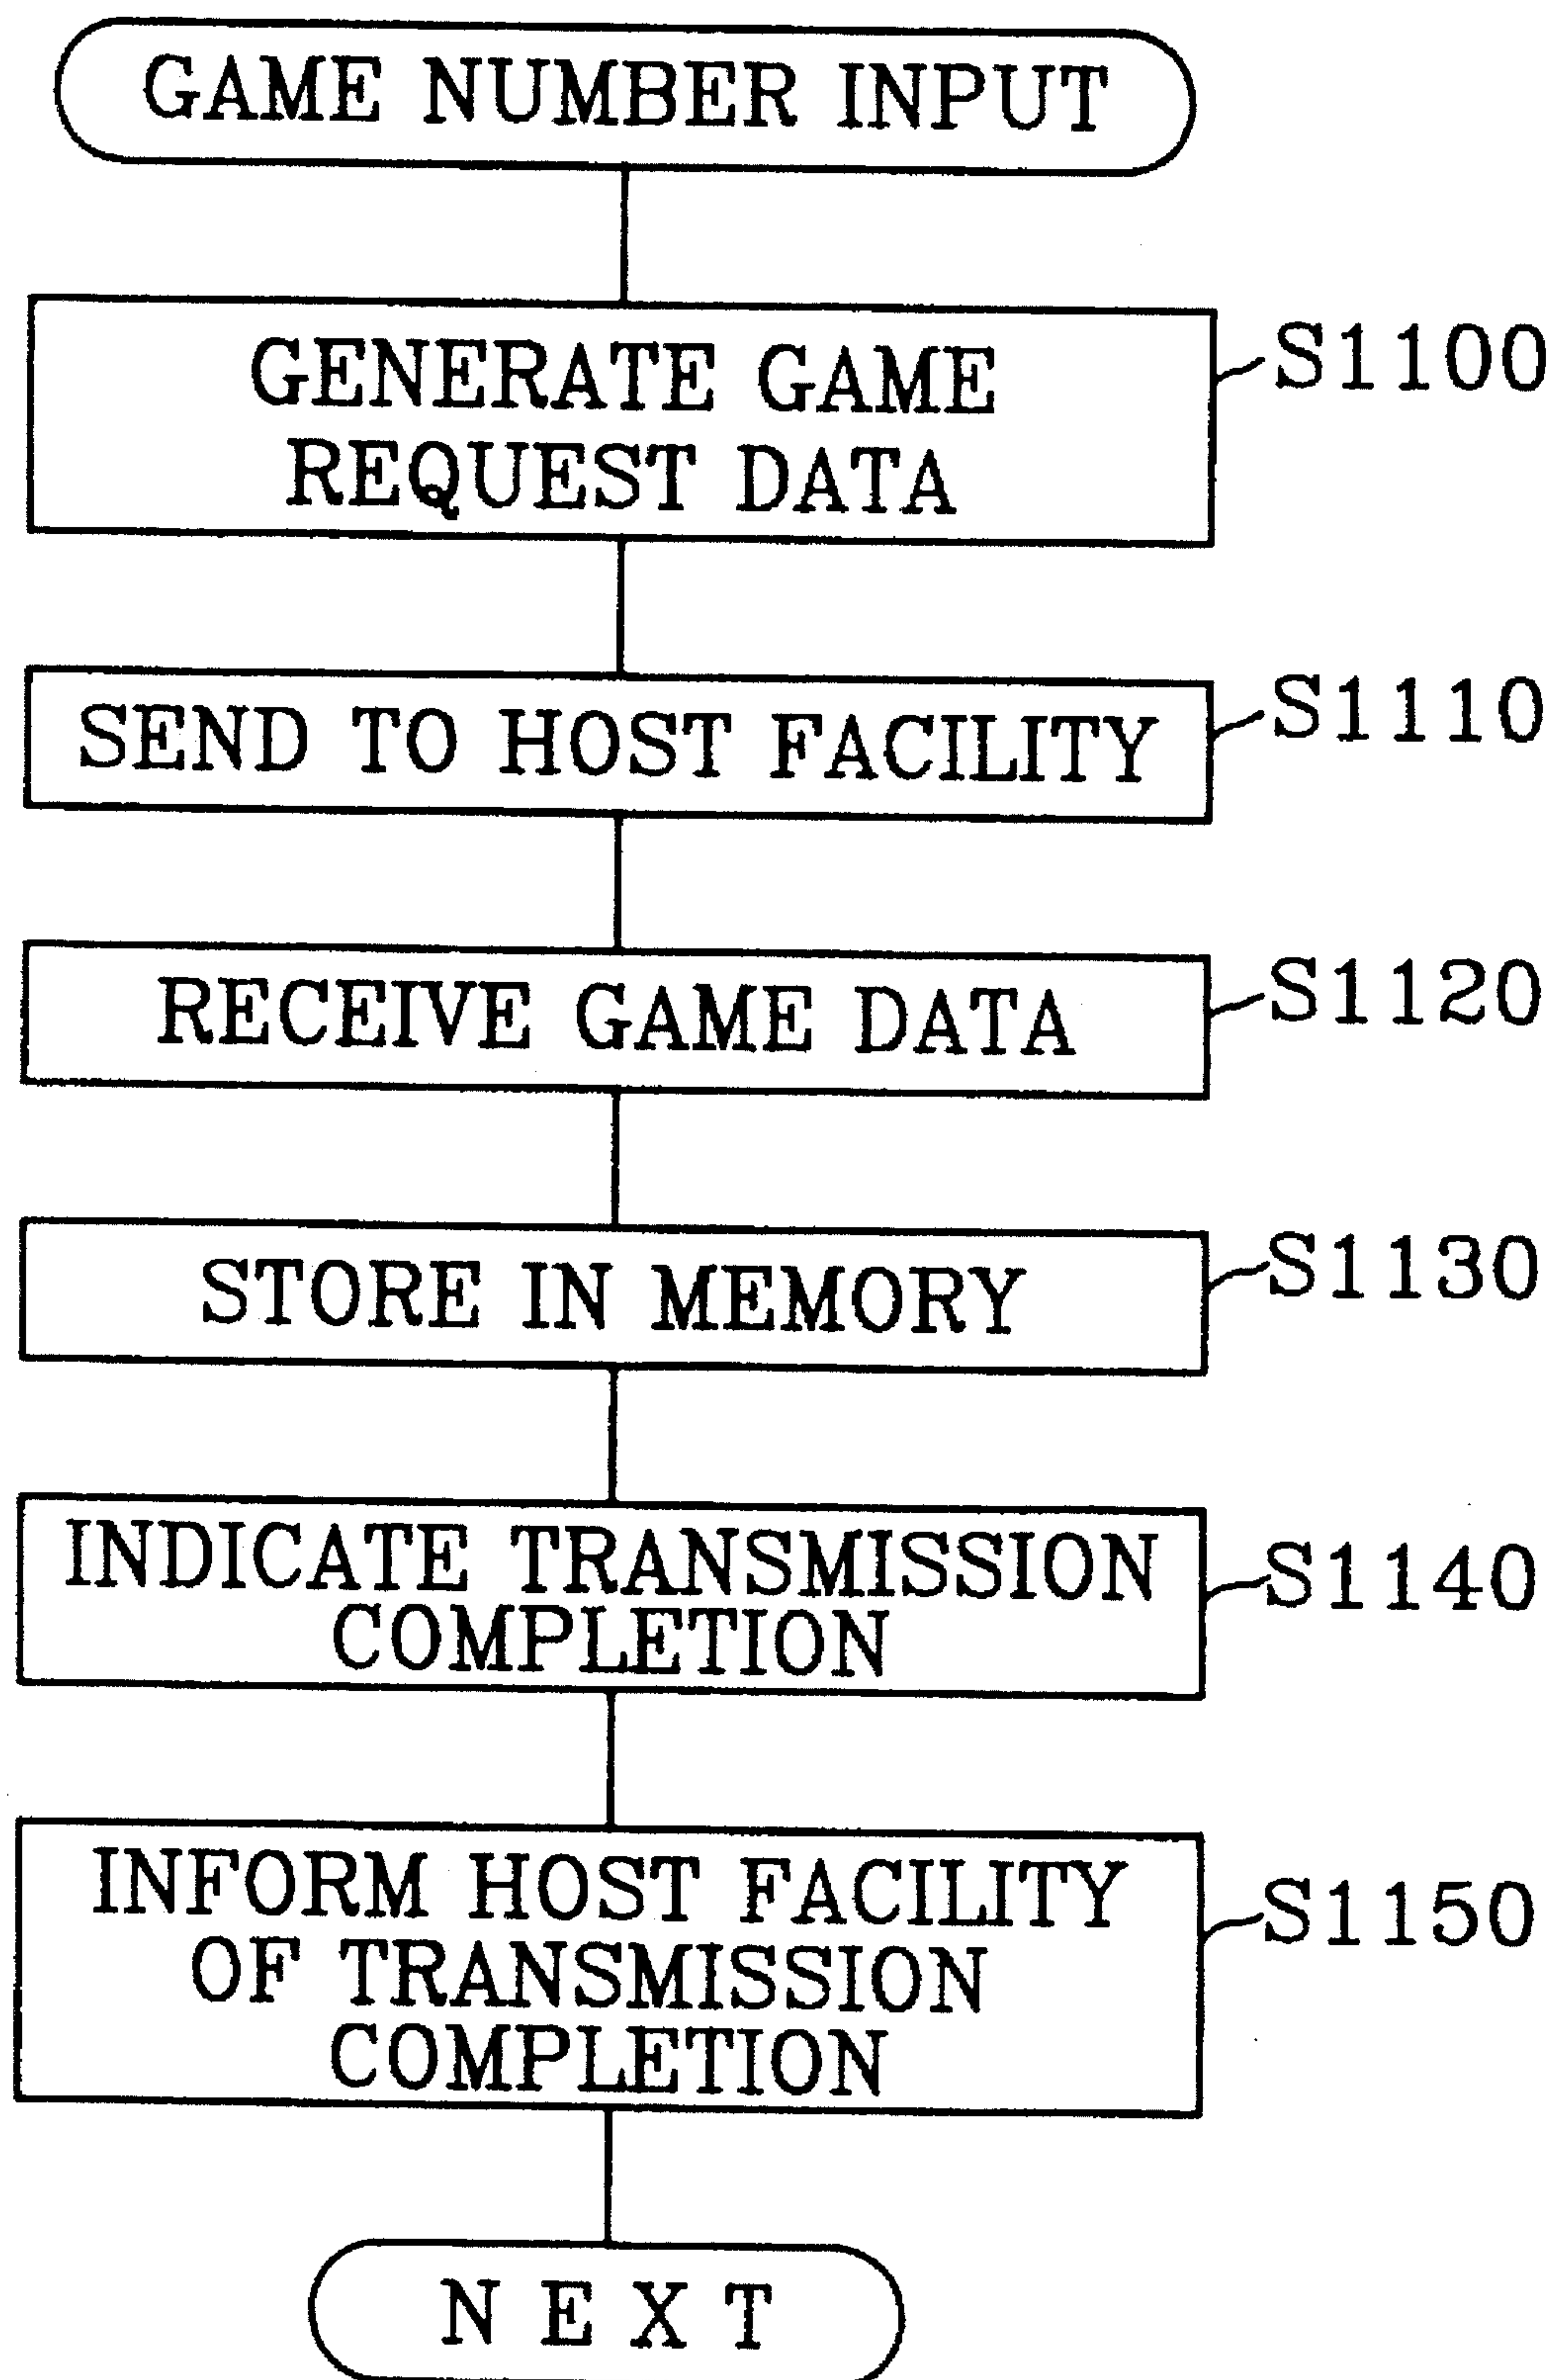 GAME NUMBER INPUT
GENERATE GAME
REQUEST DATA
S1100
SEND TO HOST FACILITY
S1110
RECEIVE GAME DATA
S1120
STORE IN MEMORY
S1130
INDICATE TRANSMISSION
COMPLETION
S1140
INFORM HOST FACILITY
OF TRANSMISSION
COMPLETION
S1150
NEXT